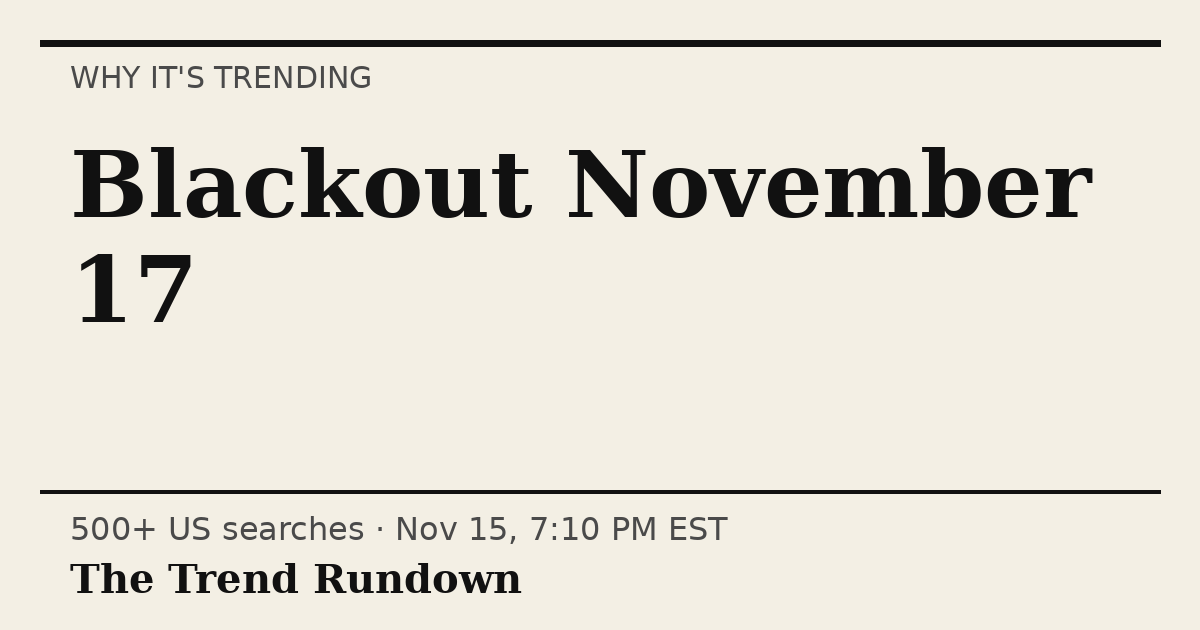 WHY IT'S TRENDING
Blackout November
17
500+ US searches · Nov 15, 7:10 PM EST
The Trend Rundown